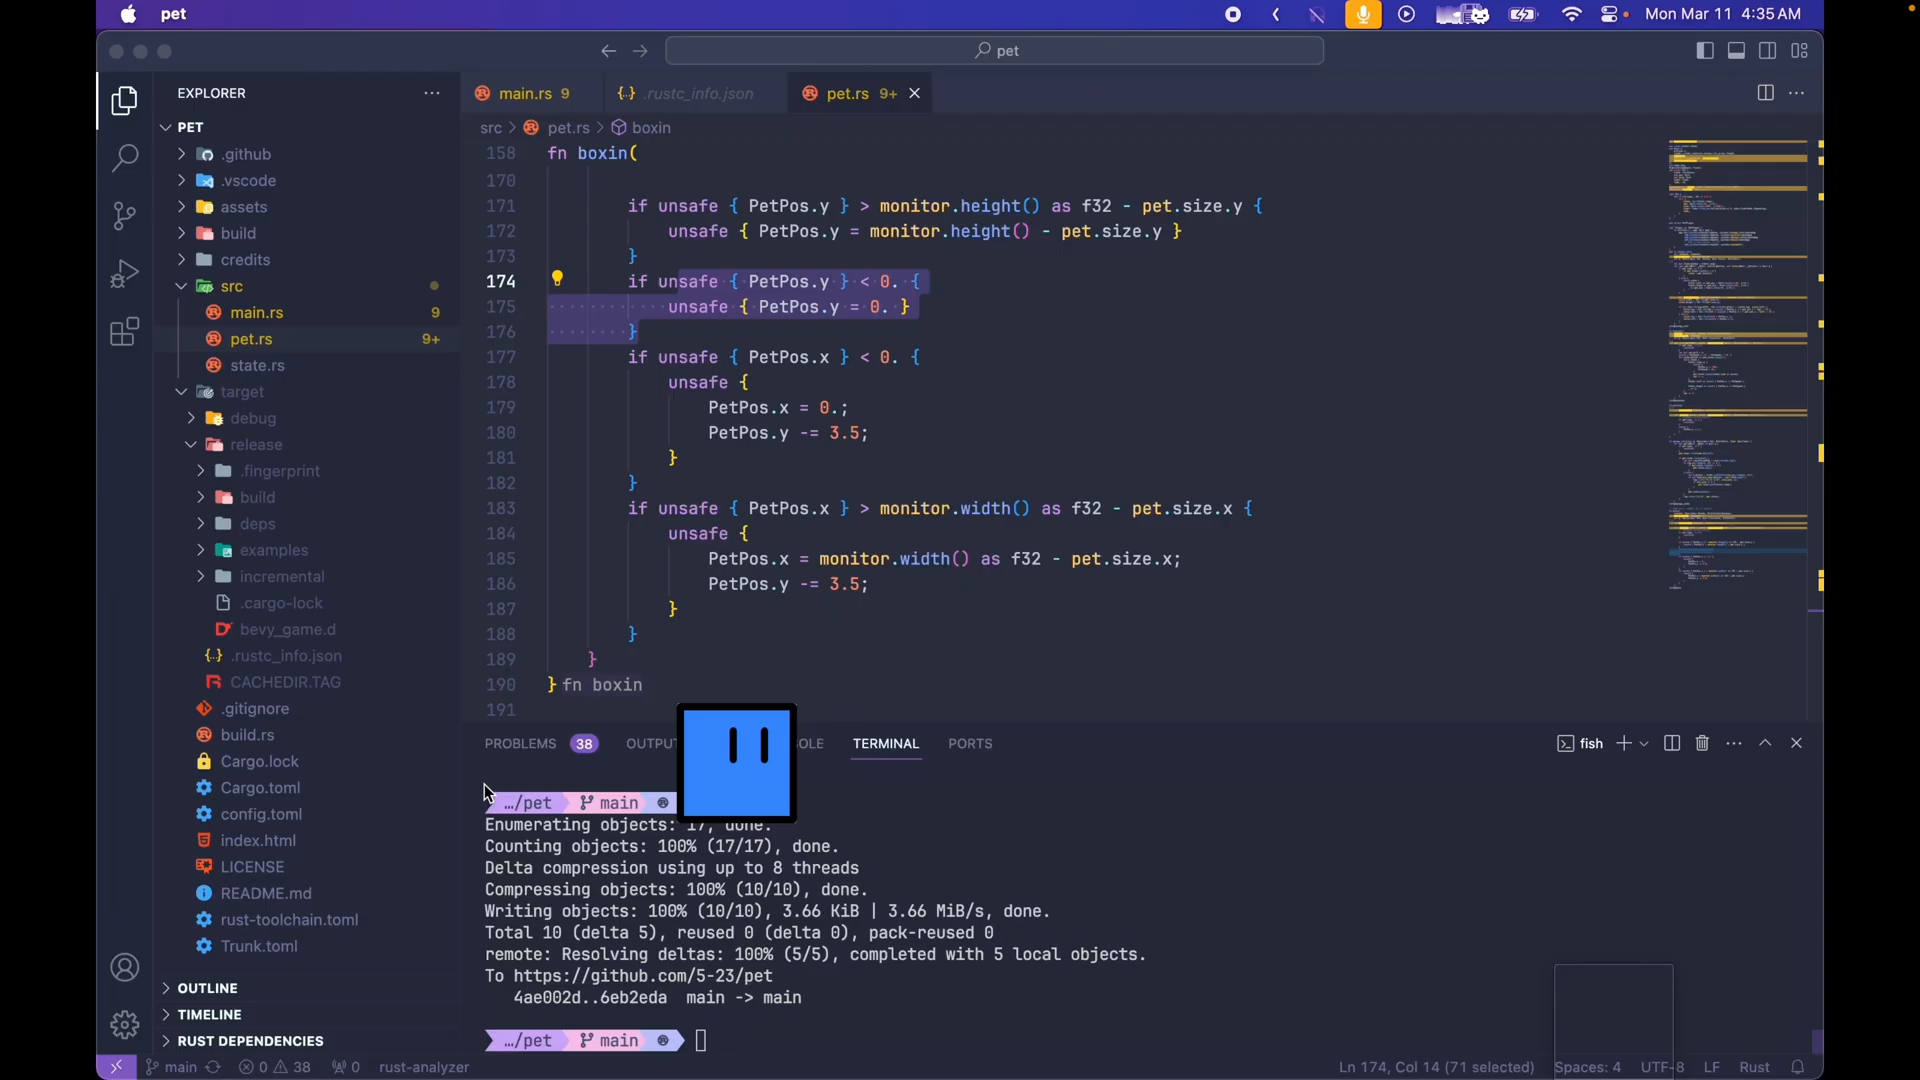 pet
Mon Mar 11 4:35 AM
pet
EXPLORER
main.rs 9
.rustc_info.json
pet.rs 9+
PET
src > pet.rs > boxin
.github
.vscode
assets
build
credits
src
main.rs 9
pet.rs 9+
state.rs
target
debug
release
.fingerprint
build
deps
examples
incremental
.cargo-lock
bevy_game.d
.rustc_info.json
CACHEDIR.TAG
.gitignore
build.rs
Cargo.lock
Cargo.toml
config.toml
index.html
LICENSE
README.md
rust-toolchain.toml
Trunk.toml
OUTLINE
TIMELINE
RUST DEPENDENCIES
158 fn boxin(
170
171 if unsafe { PetPos.y } > monitor.height() as f32 - pet.size.y {
172 unsafe { PetPos.y = monitor.height() - pet.size.y }
173 }
174 if unsafe { PetPos.y } < 0. {
175 unsafe { PetPos.y = 0. }
176 }
177 if unsafe { PetPos.x } < 0. {
178 unsafe {
179 PetPos.x = 0.;
180 PetPos.y -= 3.5;
181 }
182 }
183 if unsafe { PetPos.x } > monitor.width() as f32 - pet.size.x {
184 unsafe {
185 PetPos.x = monitor.width() as f32 - pet.size.x;
186 PetPos.y -= 3.5;
187 }
188 }
189 }
190 } fn boxin
191
PROBLEMS 38 OUTPUT OLE TERMINAL PORTS
fish
…/pet main
Enumerating objects: 17, done.
Counting objects: 100% (17/17), done.
Delta compression using up to 8 threads
Compressing objects: 100% (10/10), done.
Writing objects: 100% (10/10), 3.66 KiB | 3.66 MiB/s, done.
Total 10 (delta 5), reused 0 (delta 0), pack-reused 0
remote: Resolving deltas: 100% (5/5), completed with 5 local objects.
To https://github.com/5-23/pet
4ae002d..6eb2eda main -> main
…/pet main
main 0 38 0 rust-analyzer
Ln 174, Col 14 (71 selected) Spaces: 4 UTF-8 LF Rust